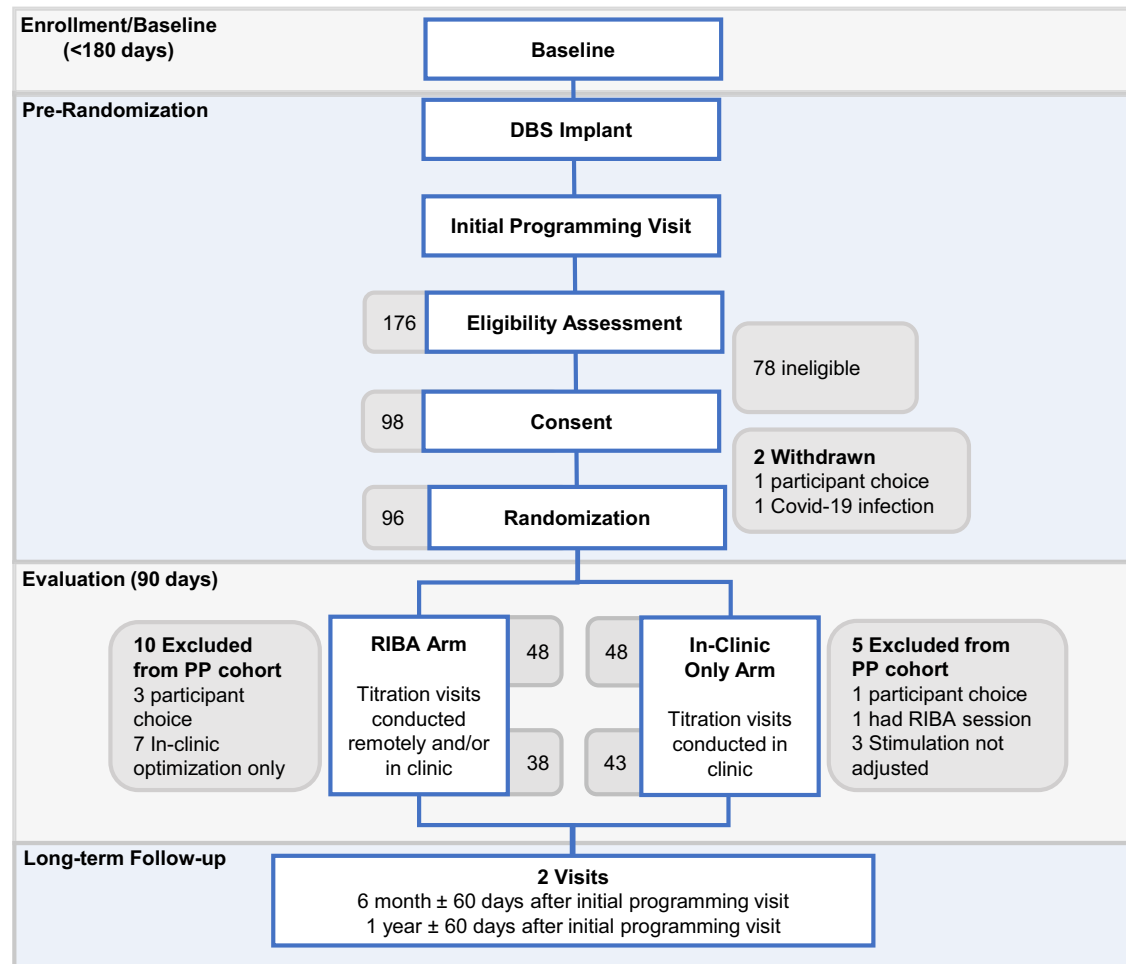 Enrollment/Baseline
(<180 days)
Baseline
Pre-Randomization
DBS Implant
Initial Programming Visit
176
Eligibility Assessment
78 ineligible
98
Consent
2 Withdrawn
1 participant choice
1 Covid-19 infection
96
Randomization
Evaluation (90 days)
10 Excluded
from PP cohort
3 participant
choice
7 In-clinic
optimization only
RIBA Arm
Titration visits
conducted
remotely and/or
in clinic
48
38
48
43
In-Clinic
Only Arm
Titration visits
conducted in
clinic
5 Excluded from
PP cohort
1 participant choice
1 had RIBA session
3 Stimulation not
adjusted
Long-term Follow-up
2 Visits
6 month ± 60 days after initial programming visit
1 year ± 60 days after initial programming visit